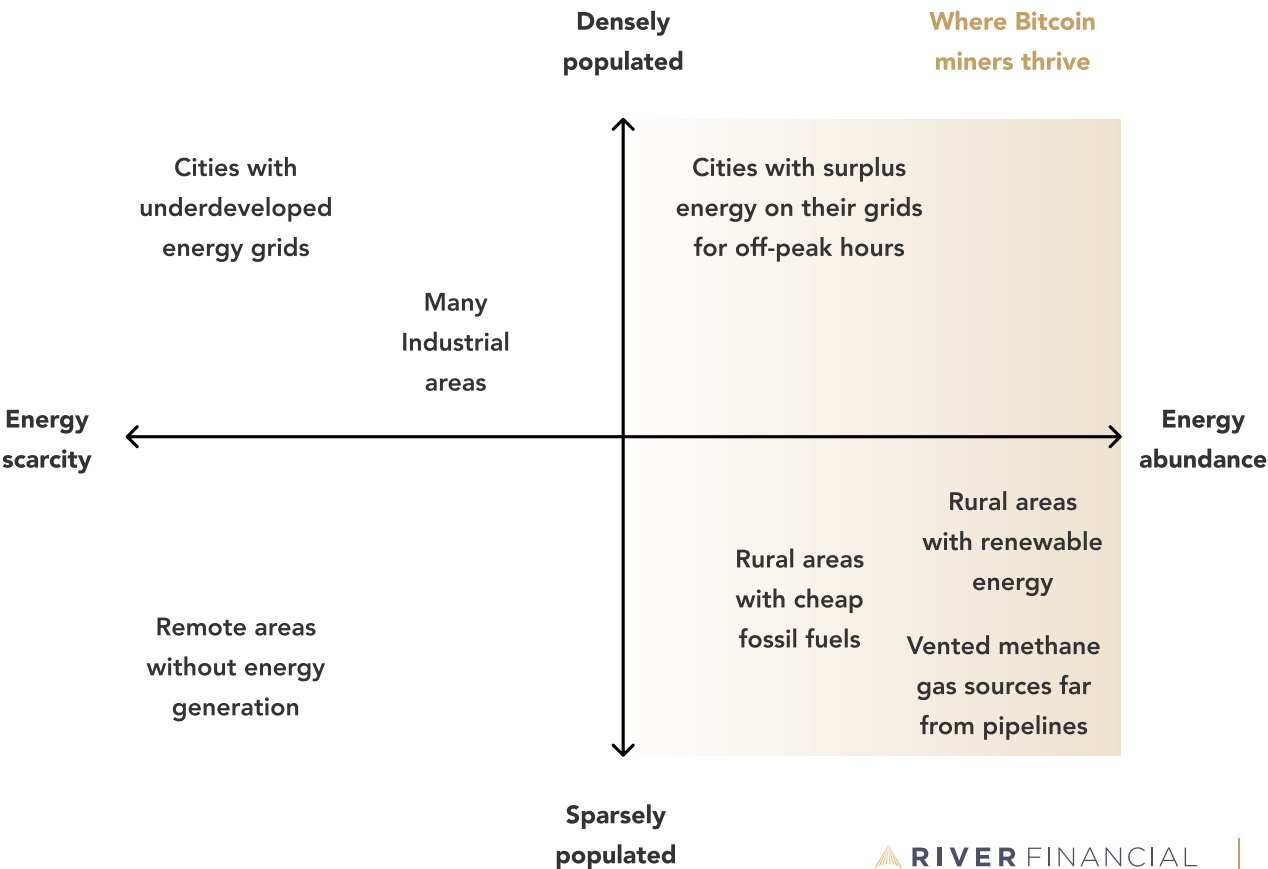 Densely
populated
Where Bitcoin
miners thrive
Cities with
underdeveloped
energy grids
Cities with surplus
energy on their grids
for off-peak hours
Many
Industrial
areas
Energy
scarcity
Energy
abundance
Rural areas
with renewable
energy
Rural areas
with cheap
fossil fuels
Remote areas
without energy
generation
Vented methane
gas sources far
from pipelines
Sparsely
populated
RIVER FINANCIAL